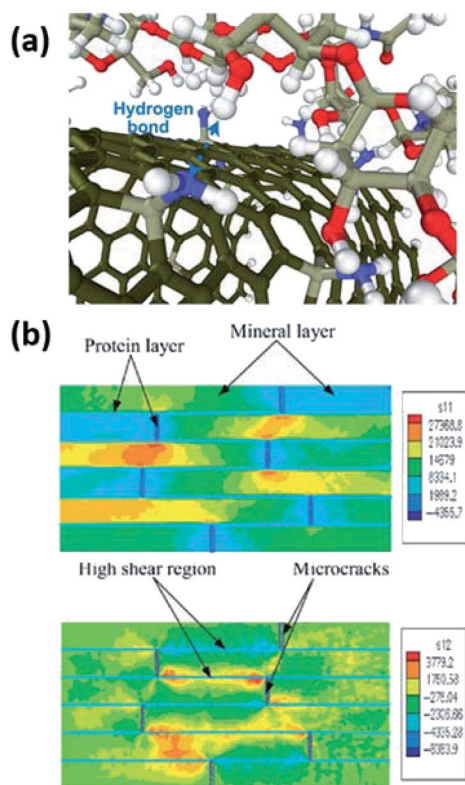 (a)
Hydrogen
bond
(b)
Protein layer
Mineral layer
s11
27368.8
21023.9
14679
8334.1
1989.2
-4355.7
High shear region
Microcracks
s12
3779.2
1750.58
-278.04
-2306.66
-4335.28
-6363.9